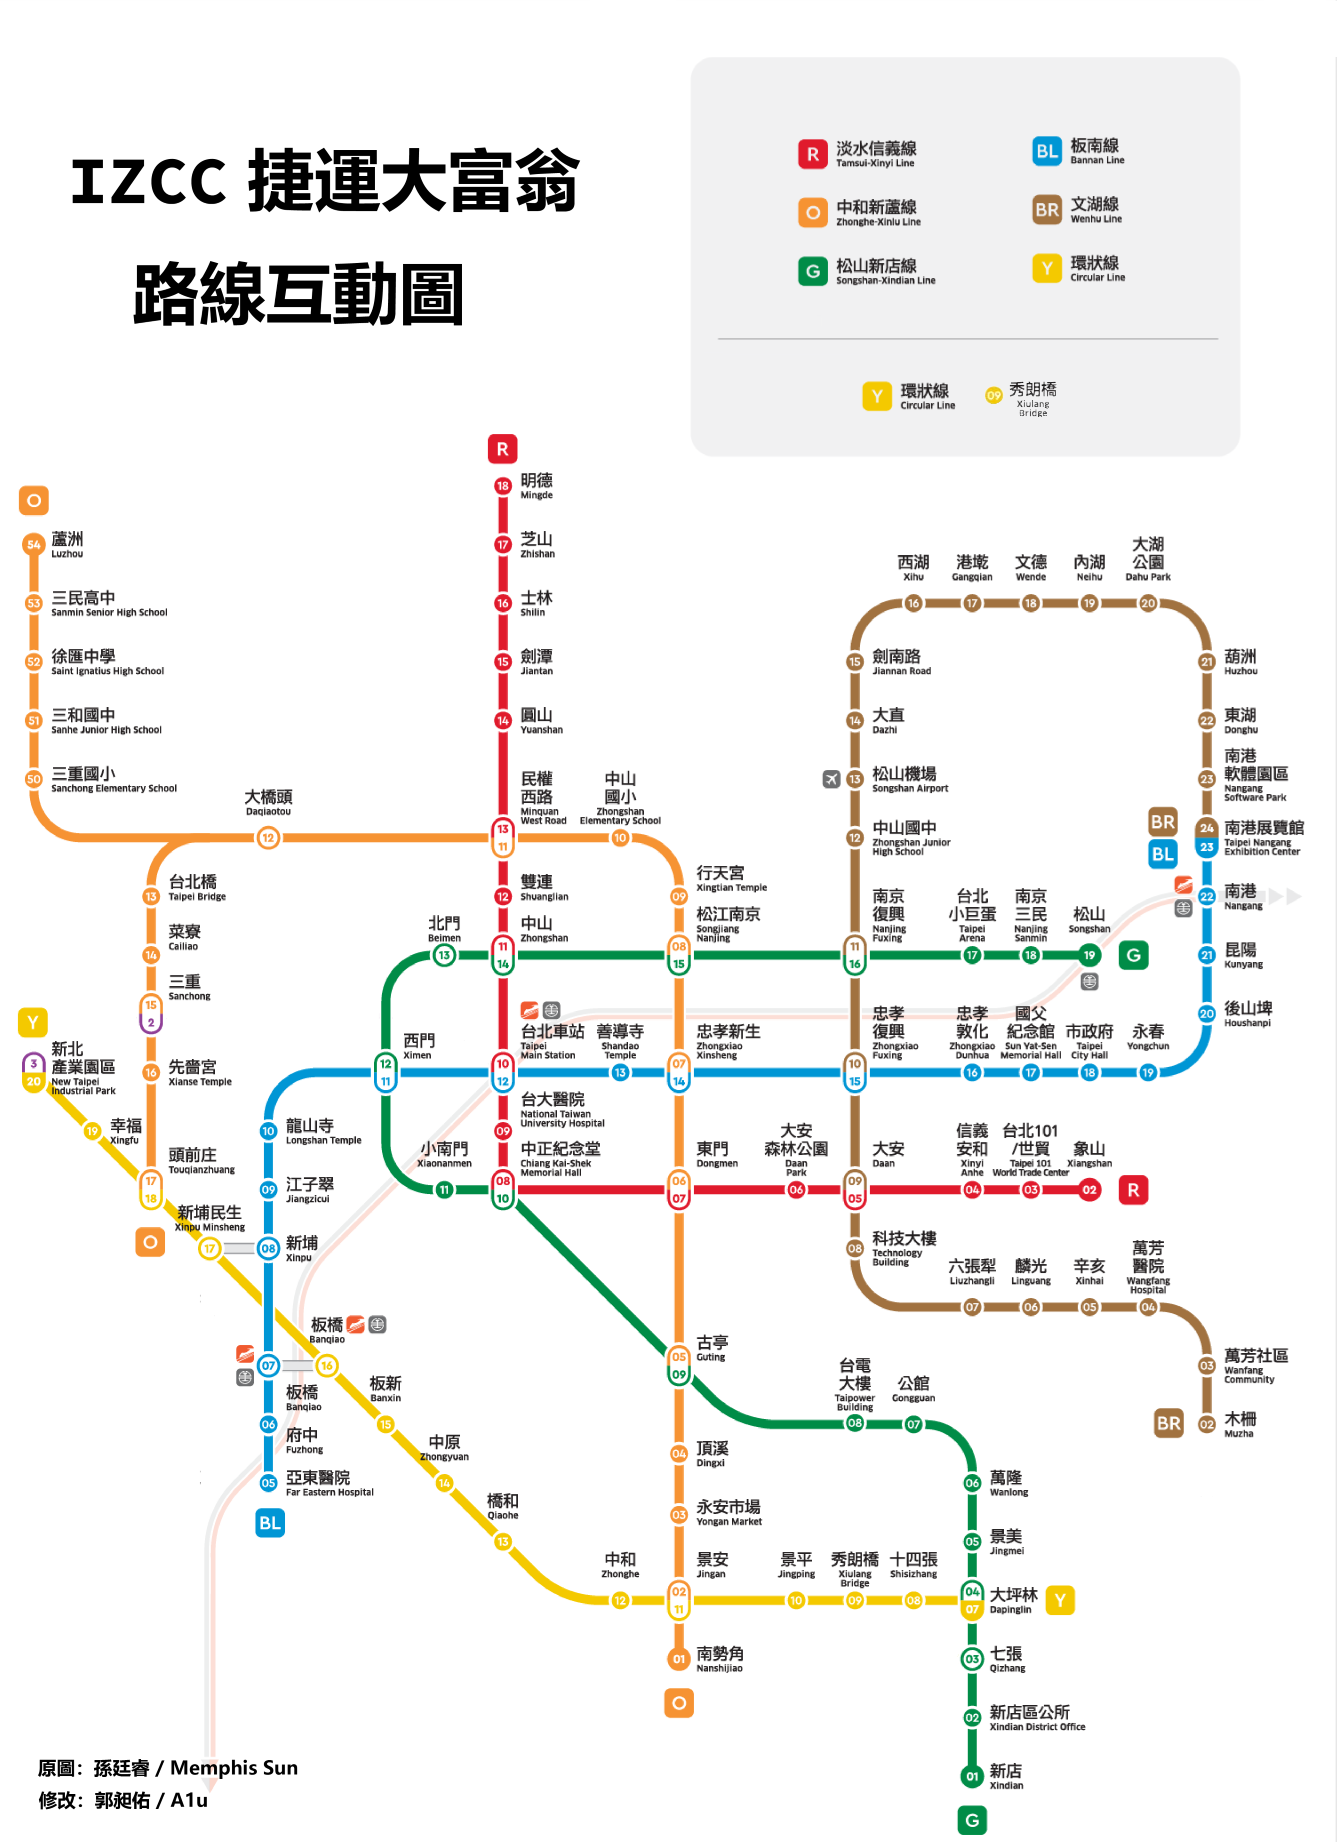 IZCC 捷運大富翁
路線互動圖
R 淡水信義線
Tamsui-Xinyi Line
BL 板南線
Bannan Line
O 中和新蘆線
Zhonghe-Xinlu Line
BR 文湖線
Wenhu Line
G 松山新店線
Songshan-Xindian Line
Y 環狀線
Circular Line
Y 環狀線
Circular Line
09 秀朗橋
Xiulang
Bridge
R
18 明德
Mingde
17 芝山
Zhishan
16 士林
Shilin
15 劍潭
Jiantan
14 圓山
Yuanshan
13 11
民權
西路
Minquan
West Road
12 雙連
Shuanglian
11 14
中山
Zhongshan
10 12
台北車站
Taipei
Main Station
09
台大醫院
National Taiwan
University Hospital
08 10
中正紀念堂
Chiang Kai-Shek
Memorial Hall
06 07
東門
Dongmen
大安
森林公園
Daan
Park
06
大安
Daan
09 05
信義
安和
Xinyi
Anhe
04
台北101
/世貿
Taipei 101
World Trade Center
03
象山
Xiangshan
02
R
O
54 蘆洲
Luzhou
53 三民高中
Sanmin Senior High School
52 徐匯中學
Saint Ignatius High School
51 三和國中
Sanhe Junior High School
50 三重國小
Sanchong Elementary School
大橋頭
Daqiaotou
12
中山
國小
Zhongshan
Elementary School
10
行天宮
Xingtian Temple
09
松江南京
Songjiang
Nanjing
08 15
忠孝新生
Zhongxiao
Xinsheng
07 14
13 台北橋
Taipei Bridge
14 菜寮
Cailiao
15 2
三重
Sanchong
16 先嗇宮
Xianse Temple
頭前庄
Touqianzhuang
17 18
O
古亭
Guting
05 09
04 頂溪
Dingxi
03 永安市場
Yongan Market
景安
Jingan
02 11
01 南勢角
Nanshijiao
O
Y
3 20
新北
產業園區
New Taipei
Industrial Park
19 幸福
Xingfu
新埔民生
Xinpu Minsheng
17
板橋
Banqiao
16
板新
Banxin
15
中原
Zhongyuan
14
橋和
Qiaohe
13
中和
Zhonghe
12
景平
Jingping
10
秀朗橋
Xiulang
Bridge
09
十四張
Shisizhang
08
04 07
大坪林
Dapinglin
Y
北門
Beimen
13
西門
Ximen
12 11
小南門
Xiaonanmen
11
南京
復興
Nanjing
Fuxing
11 16
台北
小巨蛋
Taipei
Arena
17
南京
三民
Nanjing
Sanmin
18
松山
Songshan
19
G
台電
大樓
Taipower
Building
08
公館
Gongguan
07
06 萬隆
Wanlong
05 景美
Jingmei
03 七張
Qizhang
02 新店區公所
Xindian District Office
01 新店
Xindian
G
10 龍山寺
Longshan Temple
09 江子翠
Jiangzicui
08 新埔
Xinpu
07
板橋
Banqiao
06 府中
Fuzhong
05 亞東醫院
Far Eastern Hospital
BL
善導寺
Shandao
Temple
13
忠孝
復興
Zhongxiao
Fuxing
10 15
忠孝
敦化
Zhongxiao
Dunhua
16
國父
紀念館
Sun Yat-Sen
Memorial Hall
17
市政府
Taipei
City Hall
18
永春
Yongchun
19
20 後山埤
Houshanpi
21 昆陽
Kunyang
22 南港
Nangang
BR
BL
24 23
南港展覽館
Taipei Nangang
Exhibition Center
23
南港
軟體園區
Nangang
Software Park
22 東湖
Donghu
21 葫洲
Huzhou
大湖
公園
Dahu Park
20
內湖
Neihu
19
文德
Wende
18
港墘
Gangqian
17
西湖
Xihu
16
15 劍南路
Jiannan Road
14 大直
Dazhi
13 松山機場
Songshan Airport
12 中山國中
Zhongshan Junior
High School
08 科技大樓
Technology
Building
六張犁
Liuzhangli
07
麟光
Linguang
06
辛亥
Xinhai
05
萬芳
醫院
Wangfang
Hospital
04
03 萬芳社區
Wanfang
Community
BR
02 木柵
Muzha
原圖：孫廷睿 / Memphis Sun
修改：郭昶佑 / A1u